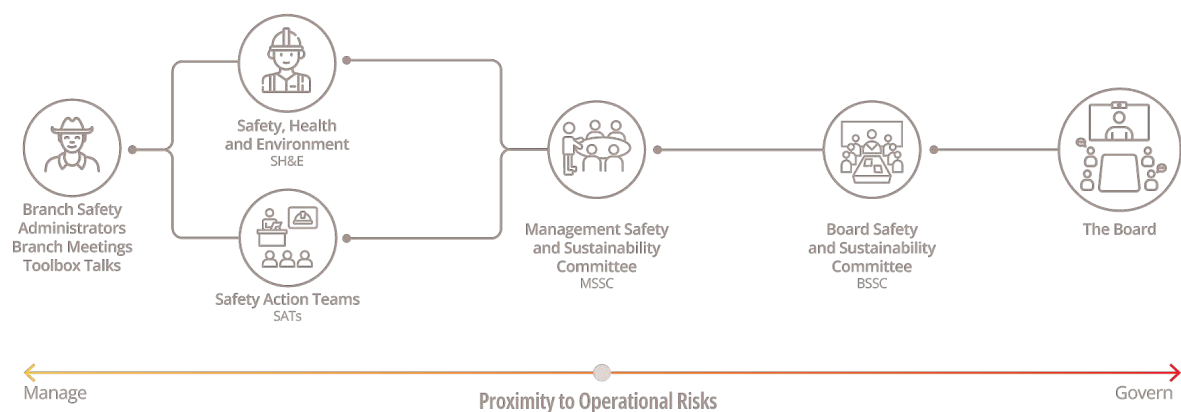 Safety, Health
and Environment
SH&E
Branch Safety
Administrators
Branch Meetings
Toolbox Talks
Safety Action Teams
SATs
Management Safety
and Sustainability
Committee
MSSC
Board Safety
and Sustainability
Committee
BSSC
The Board
Manage
Proximity to Operational Risks
Govern